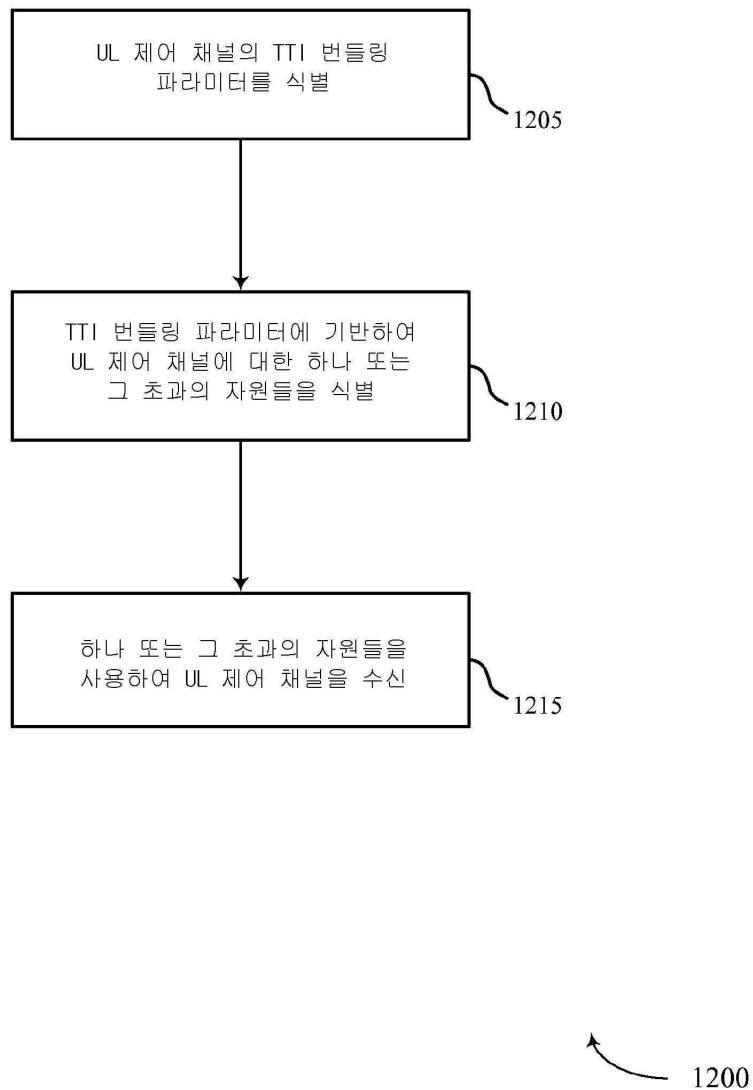 UL 제어 채널의 TTI 번들링
파라미터를 식별
1205
TTI 번들링 파라미터에 기반하여
UL 제어 채널에 대한 하나 또는
그 초과의 자원들을 식별
1210
하나 또는 그 초과의 자원들을
사용하여 UL 제어 채널을 수신
1215
1200